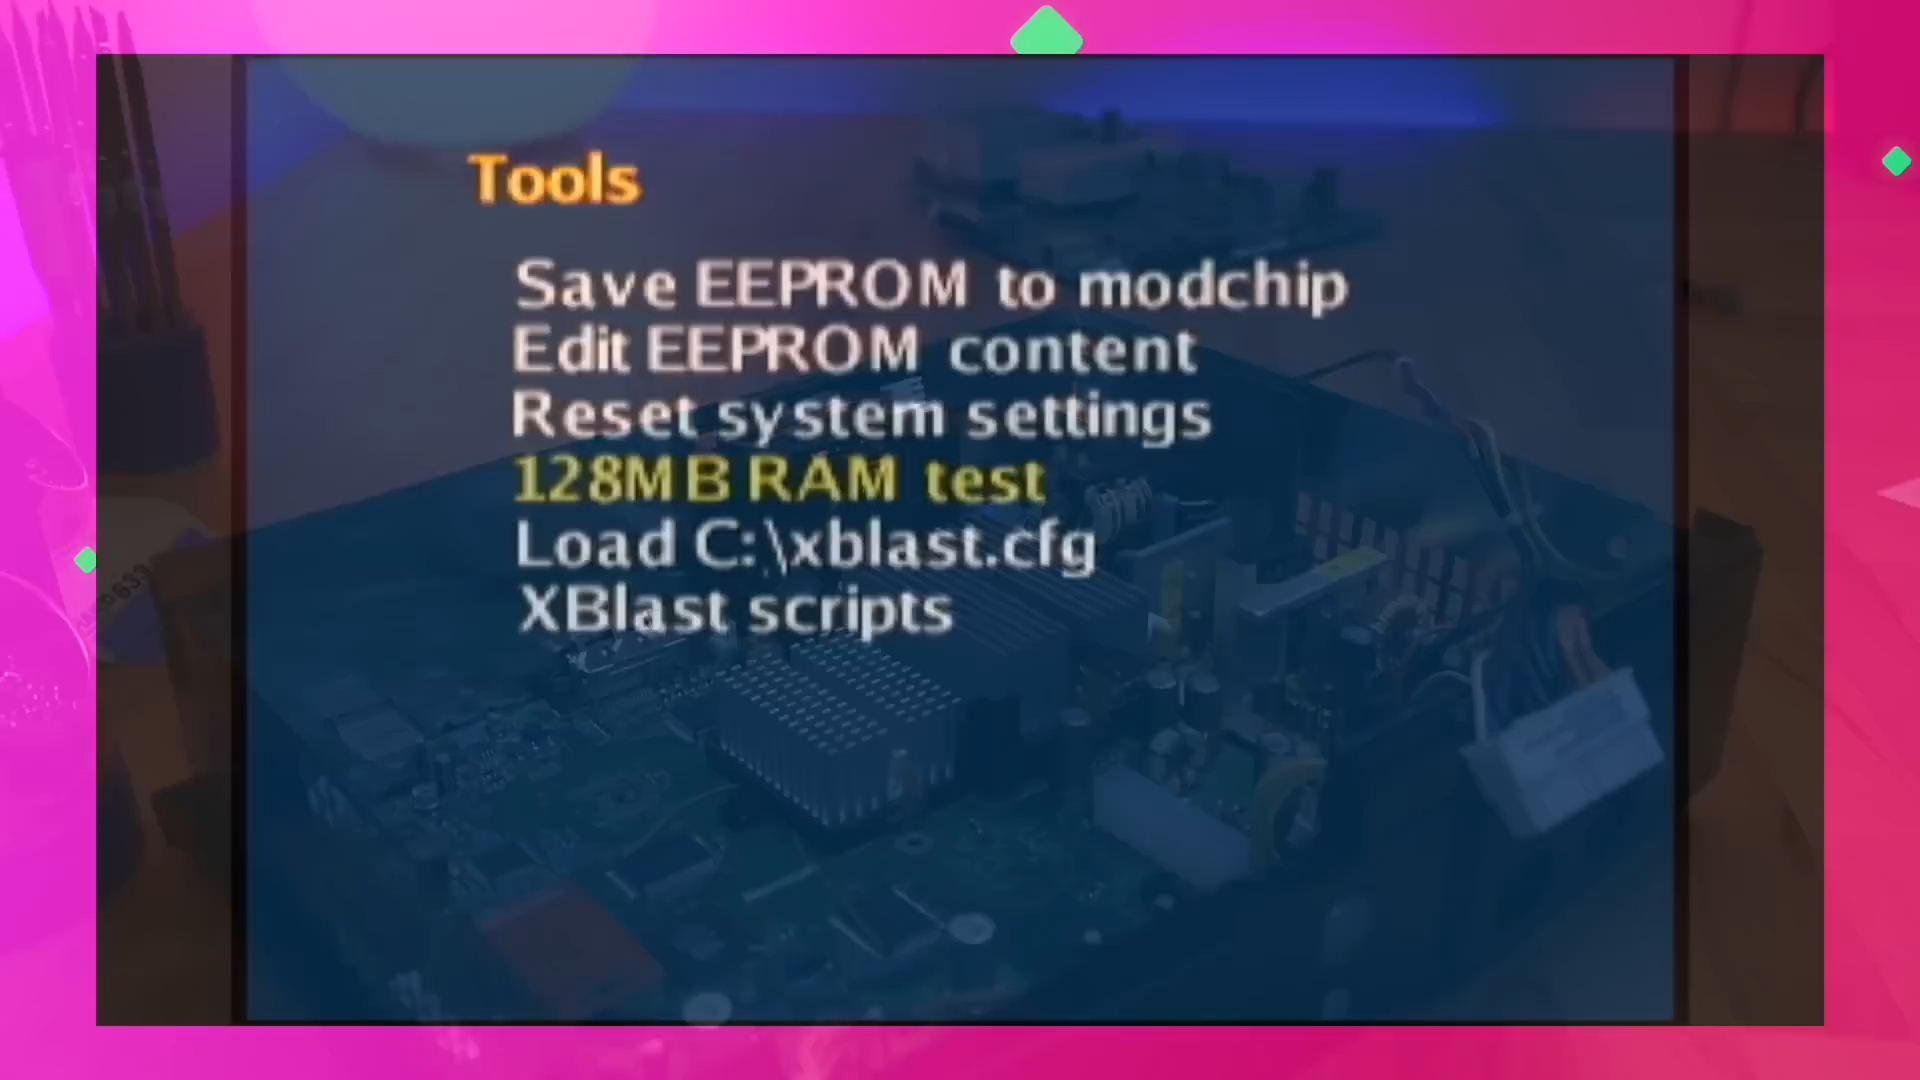 Tools
Save EEPROM to modchip
Edit EEPROM content
Reset system settings
128MB RAM test
Load C:\xblast.cfg
XBlast scripts